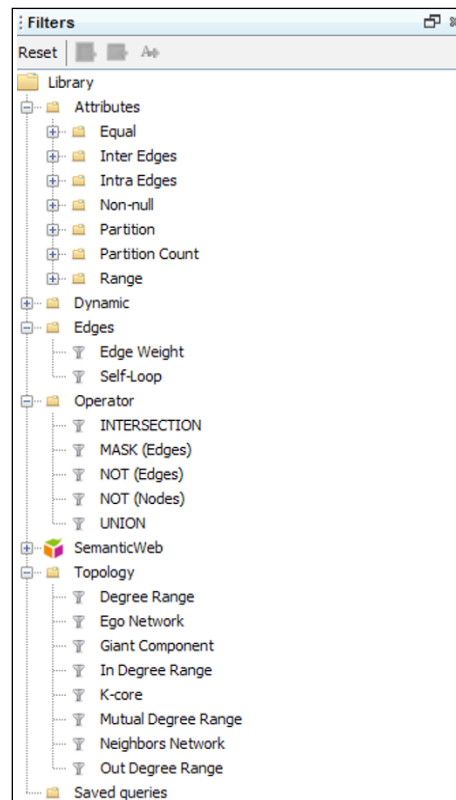 Filters
Reset
Library
Attributes
Equal
Inter Edges
Intra Edges
Non-null
Partition
Partition Count
Range
Dynamic
Edges
Edge Weight
Self-Loop
Operator
INTERSECTION
MASK (Edges)
NOT (Edges)
NOT (Nodes)
UNION
SemanticWeb
Topology
Degree Range
Ego Network
Giant Component
In Degree Range
K-core
Mutual Degree Range
Neighbors Network
Out Degree Range
Saved queries